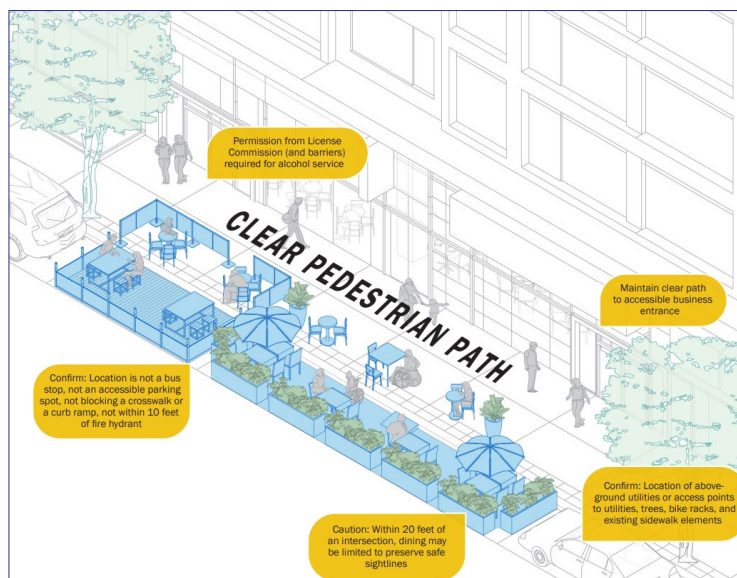 Permission from License
Commission (and barriers)
required for alcohol service
CLEAR PEDESTRIAN PATH
Maintain clear path
to accessible business
entrance
Confirm: Location is not a bus
stop, not an accessible parking
spot, not blocking a crosswalk or
a curb ramp, not within 10 feet
of fire hydrant
Confirm: Location of above-
ground utilities or access points
to utilities, trees, bike racks, and
existing sidewalk elements
Caution: Within 20 feet of
an intersection, dining may
be limited to preserve safe
sightlines